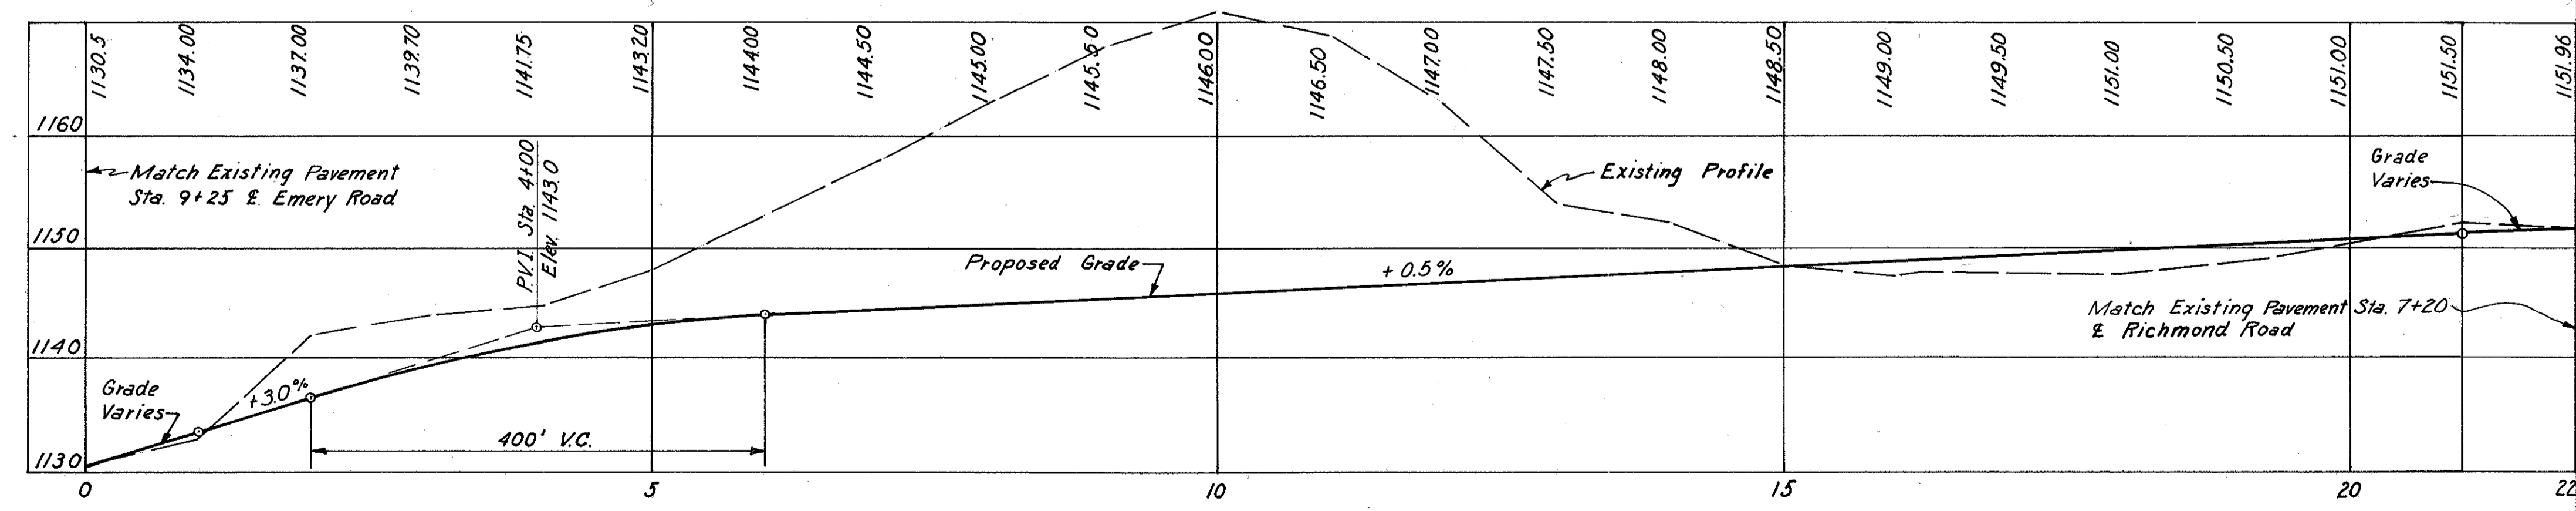 1130.5
1134.00
1137.00
1139.70
1141.75
1143.20
1144.00
1144.50
1145.00
1145.50
1146.00
1146.50
1147.00
1147.50
1148.00
1148.50
1149.00
1149.50
1151.00
1150.50
1151.00
1151.50
1151.96
1160
1150
1140
1130
Match Existing Pavement
Sta. 9+25 ℄ Emery Road
P.V.I. Sta. 4+00
Elev. 1143.0
Existing Profile
Grade
Varies
Proposed Grade
+ 0.5%
Match Existing Pavement Sta. 7+20
℄ Richmond Road
Grade
Varies
+3.0%
400' V.C.
0
5
10
15
20
22